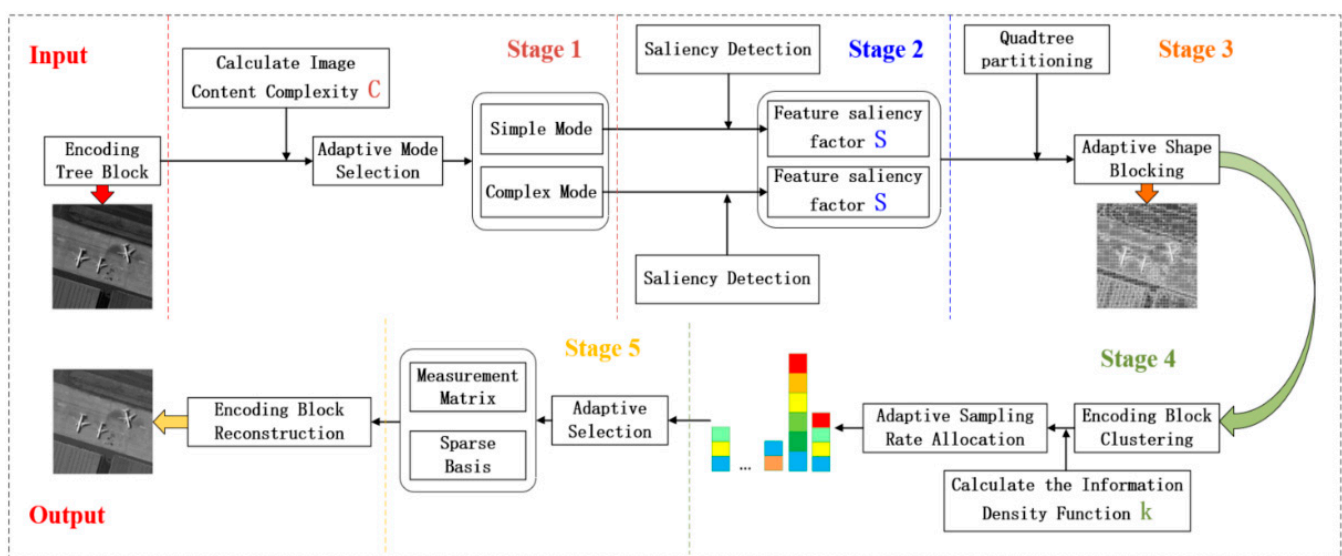 Input
Calculate Image
Content Complexity C
Stage 1
Saliency Detection
Stage 2
Quadtree
partitioning
Stage 3
Encoding
Tree Block
Adaptive Mode
Selection
Simple Mode
Complex Mode
Feature saliency
factor S
Feature saliency
factor S
Adaptive Shape
Blocking
Saliency Detection
Stage 4
Encoding Block
Clustering
Calculate the Information
Density Function k
Adaptive Sampling
Rate Allocation
...
Stage 5
Adaptive
Selection
Measurement
Matrix
Sparse
Basis
Encoding Block
Reconstruction
Output